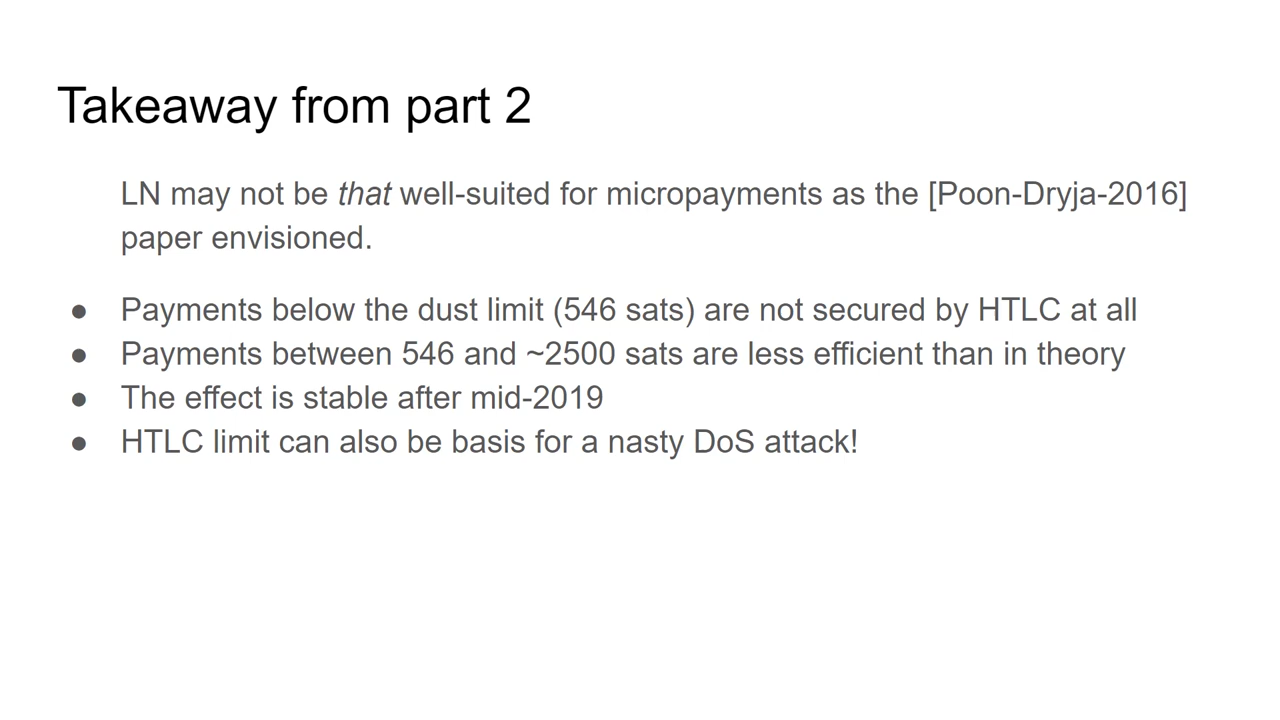 Takeaway from part 2
LN may not be that well-suited for micropayments as the [Poon-Dryja-2016]
paper envisioned.
● Payments below the dust limit (546 sats) are not secured by HTLC at all
● Payments between 546 and ~2500 sats are less efficient than in theory
● The effect is stable after mid-2019
● HTLC limit can also be basis for a nasty DoS attack!